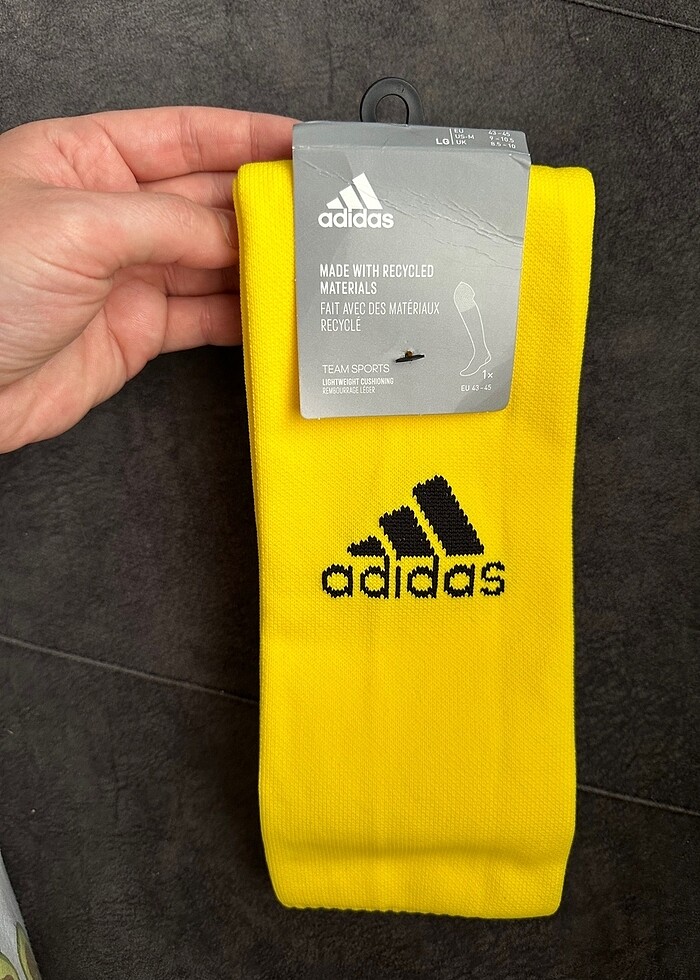 LG
EU 43-45
US-M 9-10.5
UK 8.5-10
adidas
MADE WITH RECYCLED
MATERIALS
FAIT AVEC DES MATÉRIAUX
RECYCLÉ
TEAM SPORTS
LIGHTWEIGHT CUSHIONING
REMBOURRAGE LÉGER
1x
EU 43-45
adidas